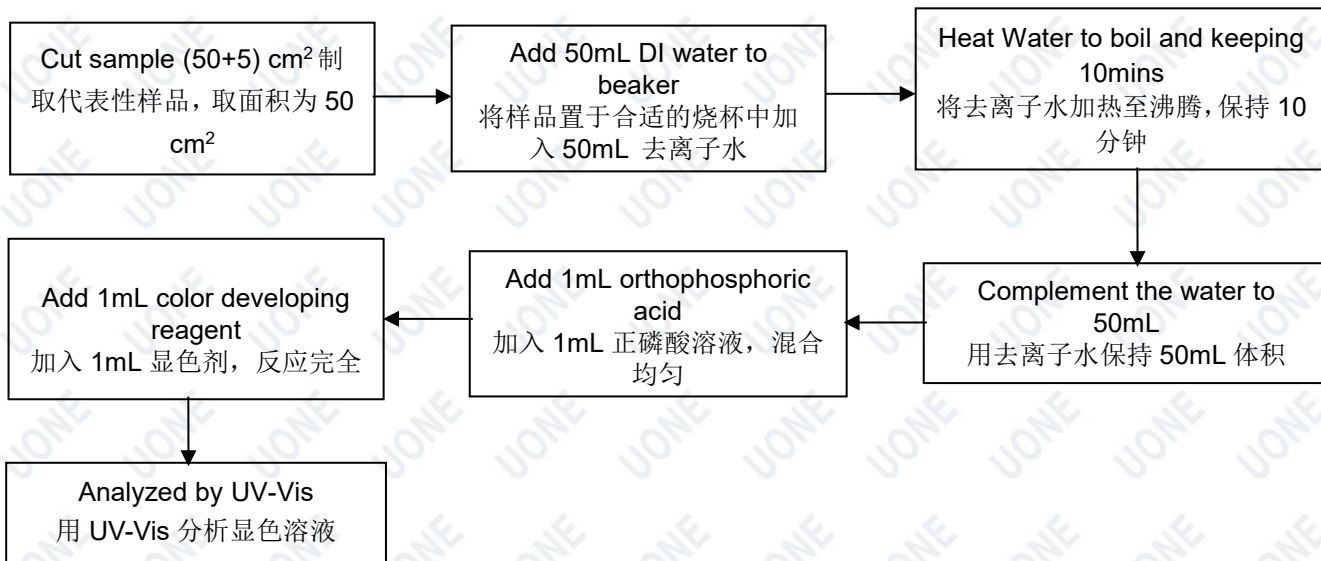 Cut sample (50+5) cm² 制
取代表性样品，取面积为 50
cm²
Add 50mL DI water to
beaker
将样品置于合适的烧杯中加
入 50mL 去离子水
Heat Water to boil and keeping
10mins
将去离子水加热至沸腾，保持 10
分钟
Complement the water to
50mL
用去离子水保持 50mL 体积
Add 1mL orthophosphoric
acid
加入 1mL 正磷酸溶液，混合
均匀
Add 1mL color developing
reagent
加入 1mL 显色剂，反应完全
Analyzed by UV-Vis
用 UV-Vis 分析显色溶液
UONE